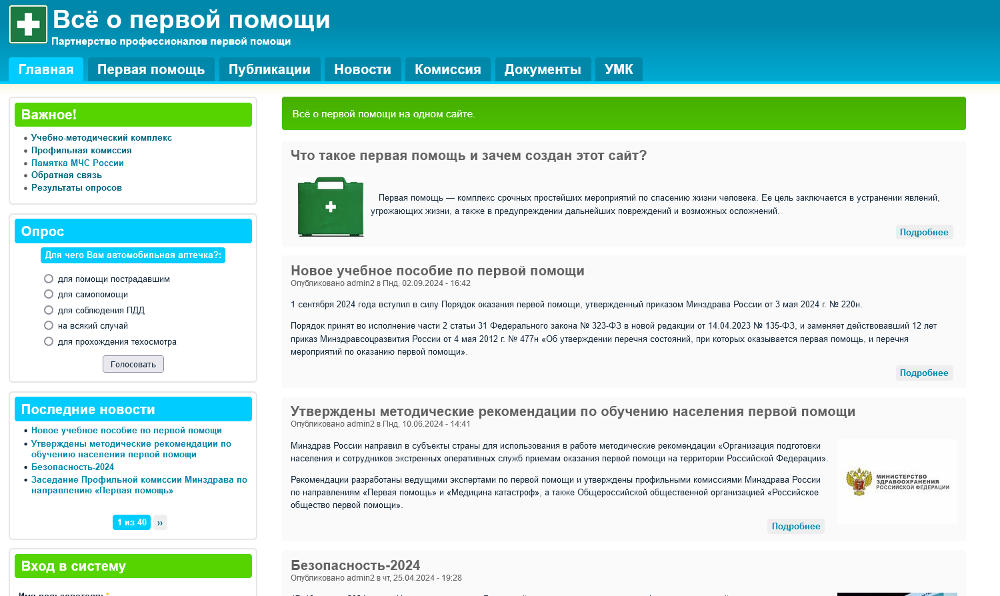 Всё о первой помощи
Партнерство профессионалов первой помощи
Главная
Первая помощь
Публикации
Новости
Комиссия
Документы
УМК
Важное!
Учебно-методический комплекс
Профильная комиссия
Памятка МЧС России
Обратная связь
Результаты опросов
Опрос
Для чего Вам автомобильная аптечка?:
для помощи пострадавшим
для самопомощи
для соблюдения ПДД
на всякий случай
для прохождения техосмотра
Голосовать
Последние новости
Новое учебное пособие по первой помощи
Утверждены методические рекомендации по
обучению населения первой помощи
Безопасность-2024
Заседание Профильной комиссии Минздрава по
направлению «Первая помощь»
1 из 40
››
Вход в систему
Имя пользователя: *
Всё о первой помощи на одном сайте.
Что такое первая помощь и зачем создан этот сайт?
Первая помощь — комплекс срочных простейших мероприятий по спасению жизни человека. Ее цель заключается в устранении явлений,
угрожающих жизни, а также в предупреждении дальнейших повреждений и возможных осложнений.
Подробнее
Новое учебное пособие по первой помощи
Опубликовано admin2 в Пнд, 02.09.2024 - 16:42
1 сентября 2024 года вступил в силу Порядок оказания первой помощи, утвержденный приказом Минздрава России от 3 мая 2024 г. № 220н.
Порядок принят во исполнение части 2 статьи 31 Федерального закона № 323-ФЗ в новой редакции от 14.04.2023 № 135-ФЗ, и заменяет действовавший 12 лет
приказ Минздравсоцразвития России от 4 мая 2012 г. № 477н «Об утверждении перечня состояний, при которых оказывается первая помощь, и перечня
мероприятий по оказанию первой помощи».
Подробнее
Утверждены методические рекомендации по обучению населения первой помощи
Опубликовано admin2 в Пнд, 10.06.2024 - 14:41
Минздрав России направил в субъекты страны для использования в работе методические рекомендации «Организация подготовки
населения и сотрудников экстренных оперативных служб приемам оказания первой помощи на территории Российской Федерации».
Рекомендации разработаны ведущими экспертами по первой помощи и утверждены профильными комиссиями Минздрава России
по направлениям «Первая помощь» и «Медицина катастроф», а также Общероссийской общественной организацией «Российское
общество первой помощи».
МИНИСТЕРСТВО
ЗДРАВООХРАНЕНИЯ
РОССИЙСКОЙ ФЕДЕРАЦИИ
Подробнее
Безопасность-2024
Опубликовано admin2 в чт, 25.04.2024 - 19:28